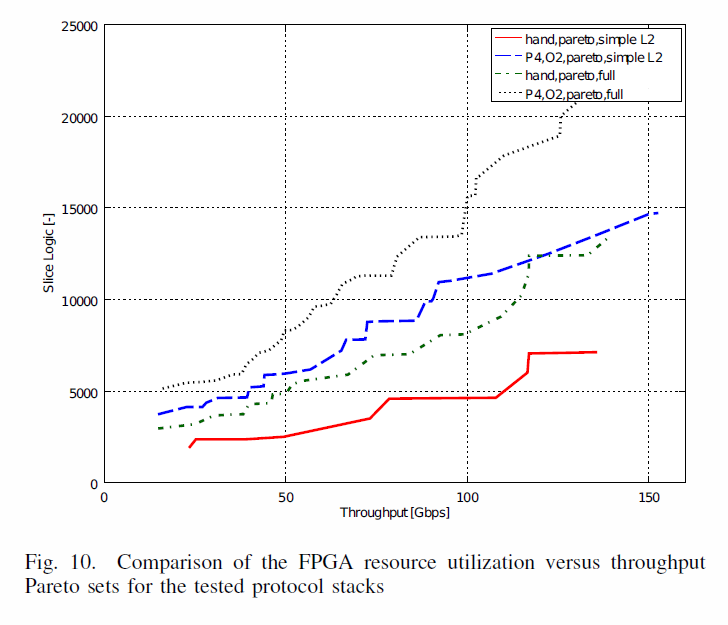 25000
20000
15000
10000
5000
0
Slice Logic [-]
hand,pareto,simple L2
P4,O2,pareto,simple L2
hand,pareto,full
P4,O2,pareto,full
0 50 100 150
Throughput [Gbps]
Fig. 10. Comparison of the FPGA resource utilization versus throughput
Pareto sets for the tested protocol stacks